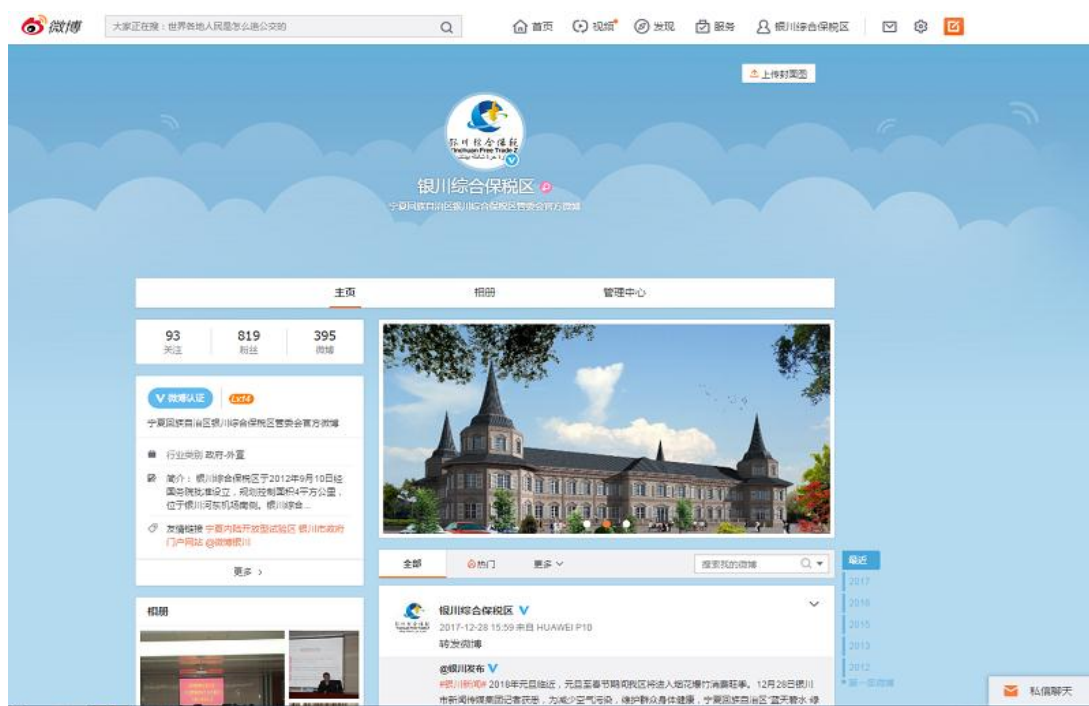 微博
大家正在搜：世界各地人民是怎么挤公交的
首页 视频 发现 服务 银川综合保税区
上传封面图
银川综合保税
Yinchuan Free Trade Z
银川综合保税区
宁夏回族自治区银川综合保税区管委会官方微博
主页 相册 管理中心
93 819 395
关注 粉丝 微博
V 微博认证 Lv.14
宁夏回族自治区银川综合保税区管委会官方微博
行业类别 政府-外宣
简介： 银川综合保税区于2012年9月10日经
国务院批准设立，规划控制面积4平方公里，
位于银川河东机场南侧。银川综合...
友情链接 宁夏内陆开放型试验区 银川市政府
门户网站 @微博银川
更多 ›
相册
全部 热门 更多 搜索我的微博
银川综合保税区
2017-12-28 15:59 来自 HUAWEI P10
转发微博
@银川发布
#银川新闻# 2018年元旦临近，元旦至春节期间我区将进入烟花爆竹消费旺季。12月28日银川
市新闻传媒集团记者获悉，为减少空气污染，维护群众身体健康，宁夏回族自治区“蓝天碧水·绿
最近
2017
2016
2015
2013
2012
第一条微博
私信聊天